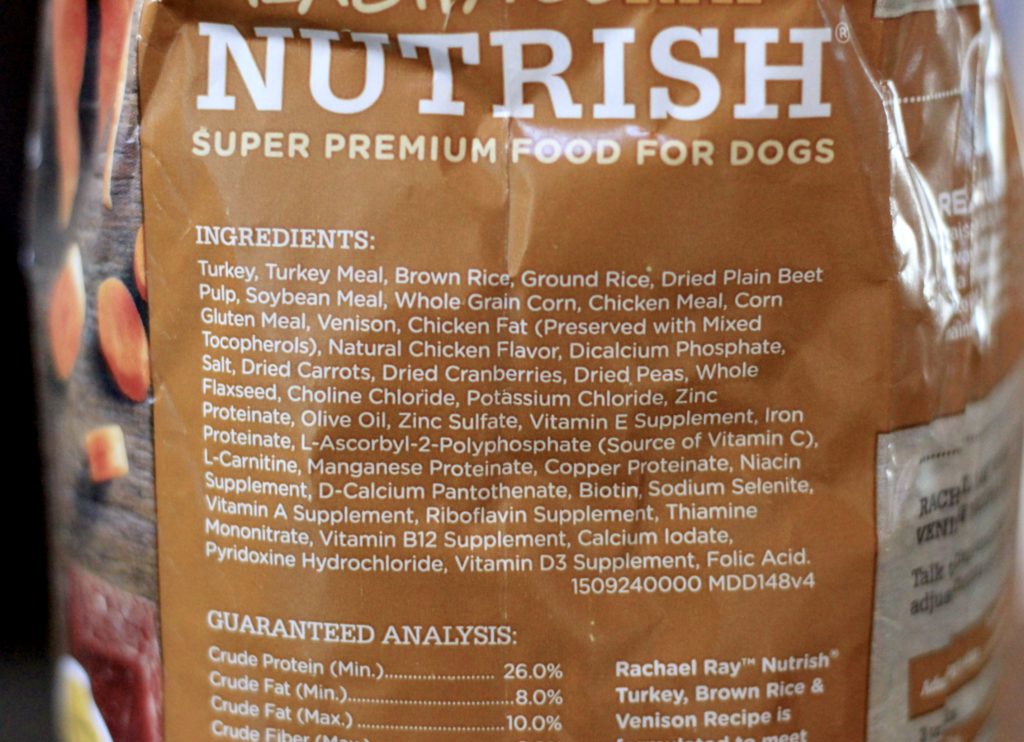 NUTRISH®
SUPER PREMIUM FOOD FOR DOGS
INGREDIENTS:
Turkey, Turkey Meal, Brown Rice, Ground Rice, Dried Plain Beet
Pulp, Soybean Meal, Whole Grain Corn, Chicken Meal, Corn
Gluten Meal, Venison, Chicken Fat (Preserved with Mixed
Tocopherols), Natural Chicken Flavor, Dicalcium Phosphate,
Salt, Dried Carrots, Dried Cranberries, Dried Peas, Whole
Flaxseed, Choline Chloride, Potassium Chloride, Zinc
Proteinate, Olive Oil, Zinc Sulfate, Vitamin E Supplement, Iron
Proteinate, L-Ascorbyl-2-Polyphosphate (Source of Vitamin C),
L-Carnitine, Manganese Proteinate, Copper Proteinate, Niacin
Supplement, D-Calcium Pantothenate, Biotin, Sodium Selenite,
Vitamin A Supplement, Riboflavin Supplement, Thiamine
Mononitrate, Vitamin B12 Supplement, Calcium Iodate,
Pyridoxine Hydrochloride, Vitamin D3 Supplement, Folic Acid.
1509240000 MDD148v4
GUARANTEED ANALYSIS:
Crude Protein (Min.)........................ 26.0%
Crude Fat (Min.)..................................8.0%
Crude Fat (Max.)................................10.0%
Crude Fiber
Rachael Ray™ Nutrish®
Turkey, Brown Rice &
Venison Recipe is
formulated to meet
Talk